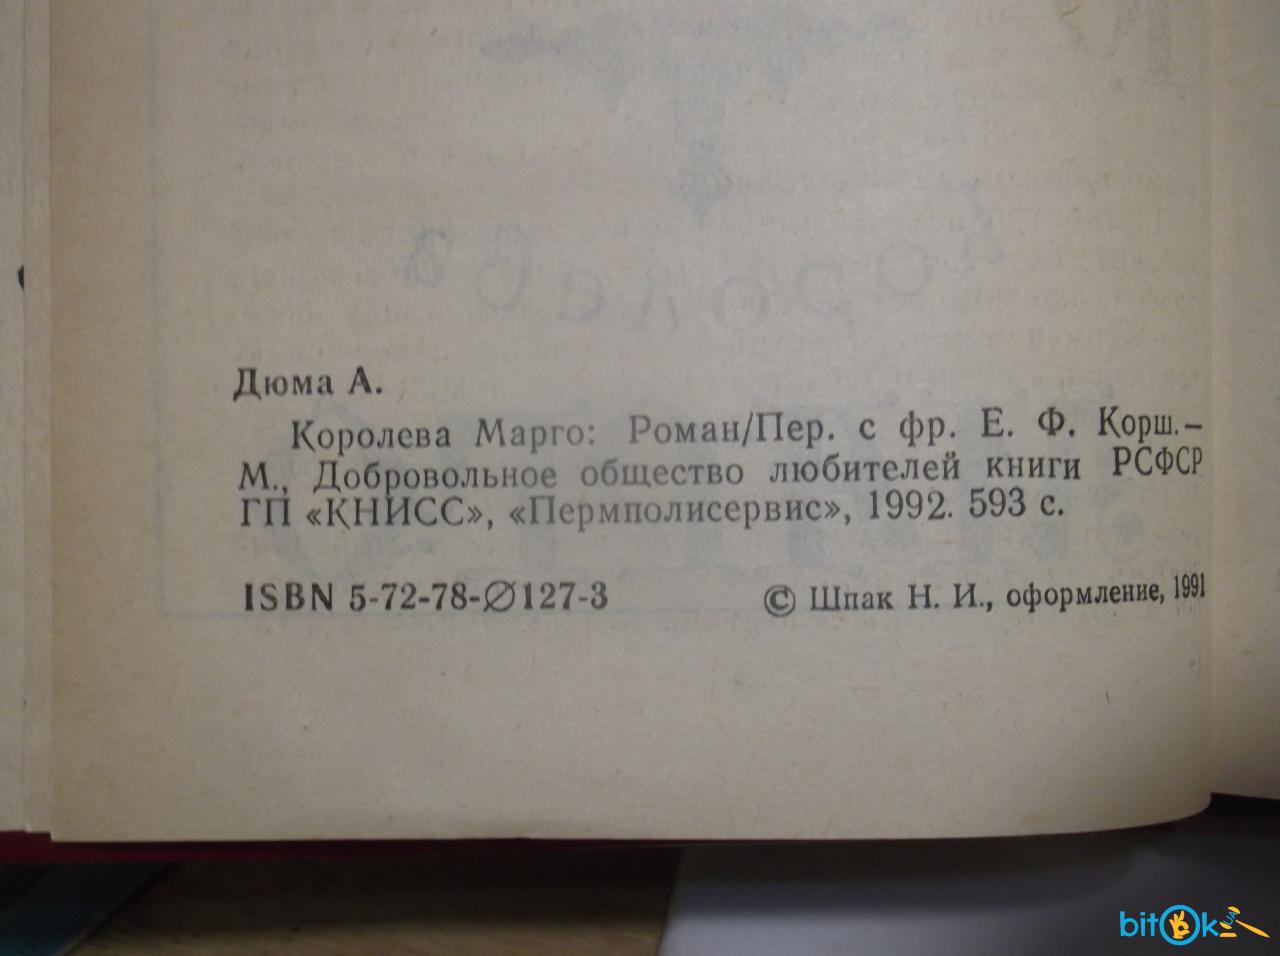 Дюма А.
Королева Марго: Роман/Пер. с фр. Е. Ф. Корш.–
М., Добровольное общество любителей книги РСФСР
ГП «КНИСС», «Пермполисервис», 1992. 593 с.
ISBN 5-72-78-∅127-3
© Шпак Н. И., оформление, 1991
bitok.ua